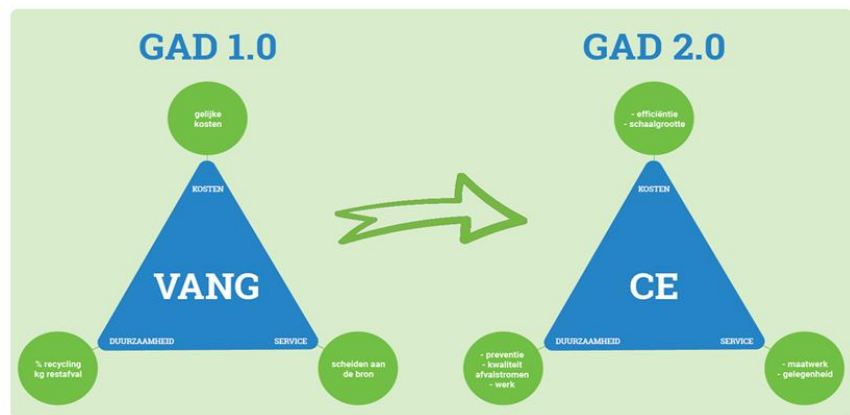 GAD 1.0
gelijke
kosten
KOSTEN
VANG
DUURZAAMHEID
SERVICE
% recycling
kg restafval
scheiden aan
de bron
GAD 2.0
- efficiëntie
- schaalgrootte
KOSTEN
CE
DUURZAAMHEID
SERVICE
- preventie
- kwaliteit
afvalstromen
- werk
- maatwerk
- gelegenheid